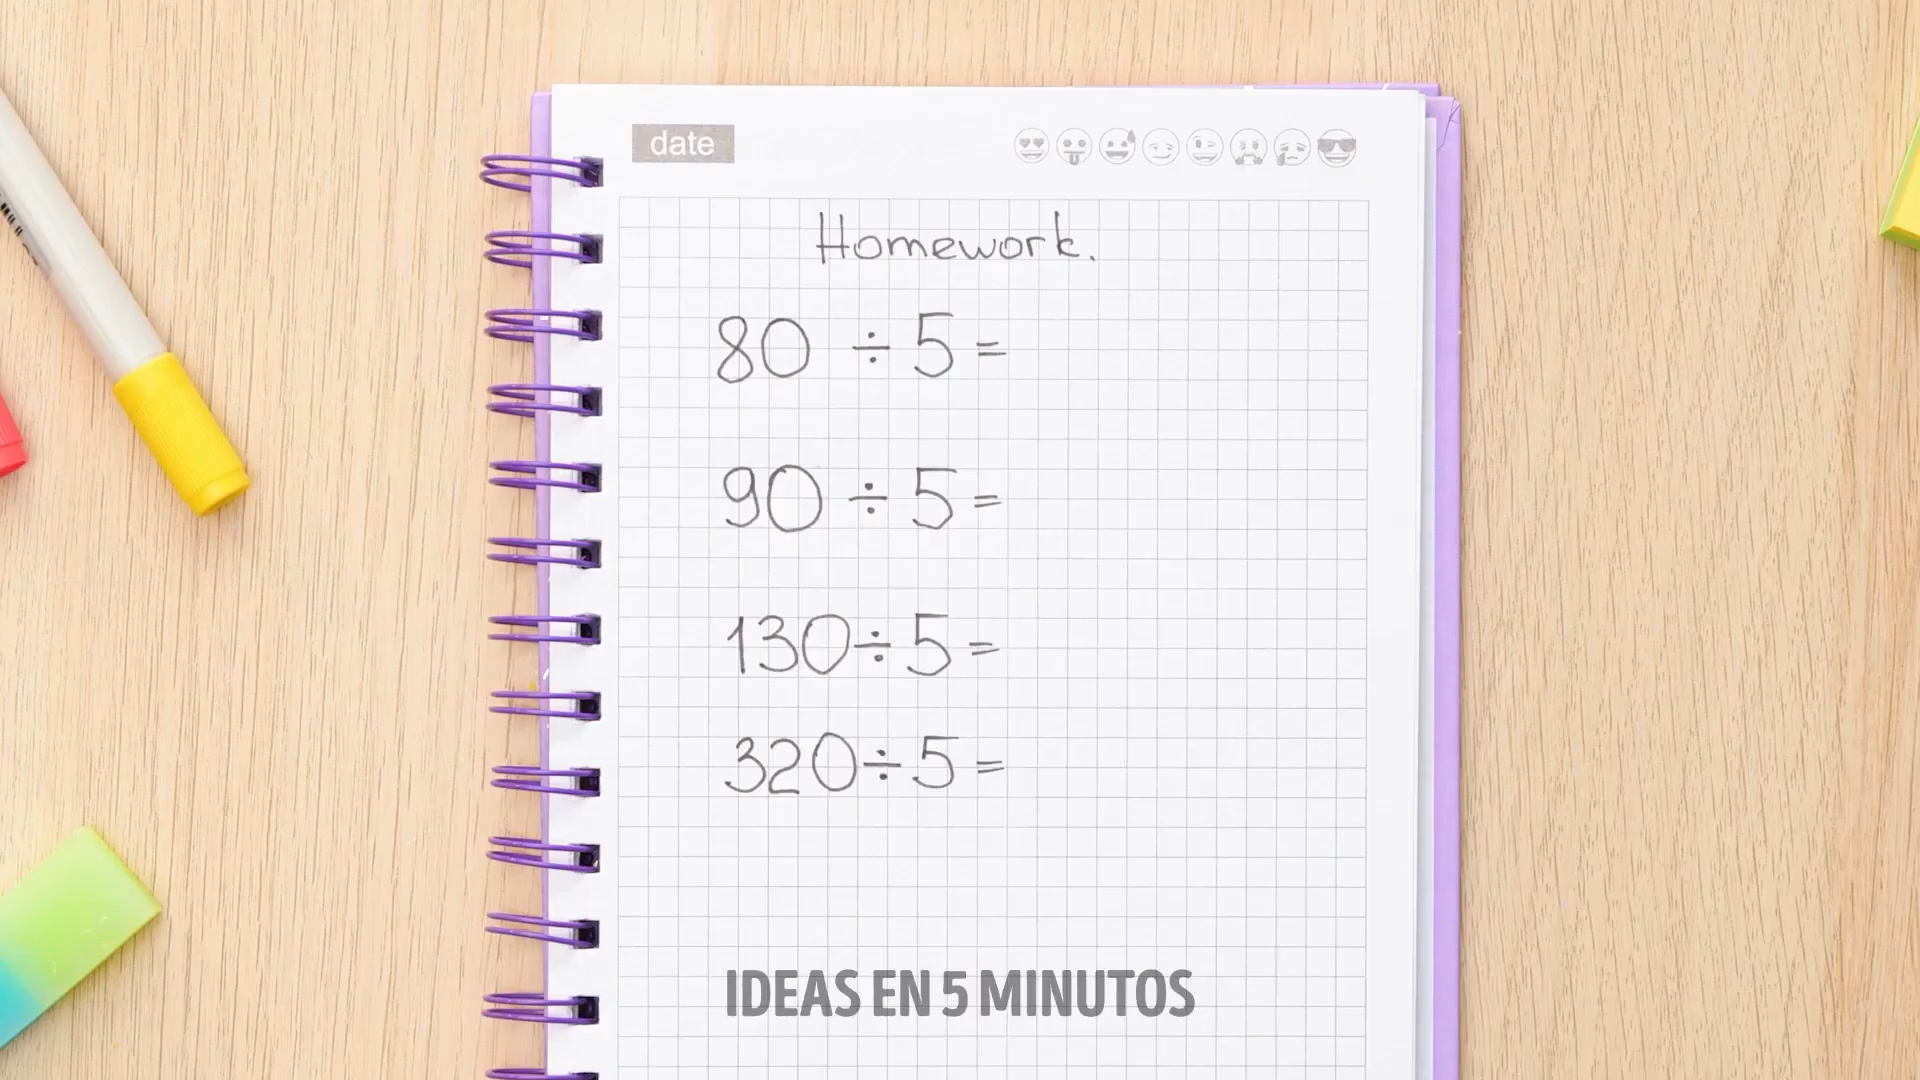 date
Homework.
80 ÷ 5 =
90 ÷ 5 =
130 ÷ 5 =
320 ÷ 5 =
IDEAS EN 5 MINUTOS